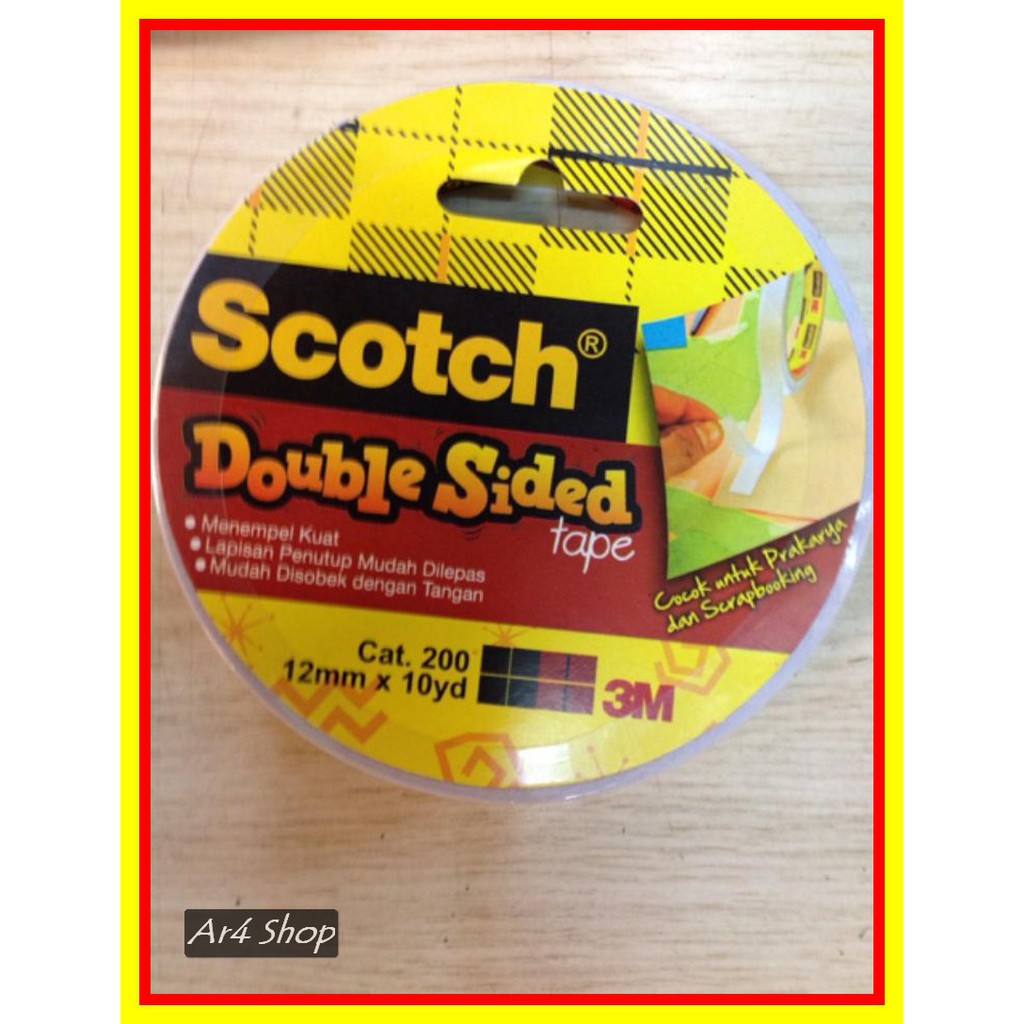 Scotch®
Double Sided
tape
• Menempel Kuat
• Lapisan Penutup Mudah Dilepas
• Mudah Disobek dengan Tangan
Cocok untuk Prakarya
dan Scrapbooking
Cat. 200
12mm x 10yd
3M
Ar4 Shop